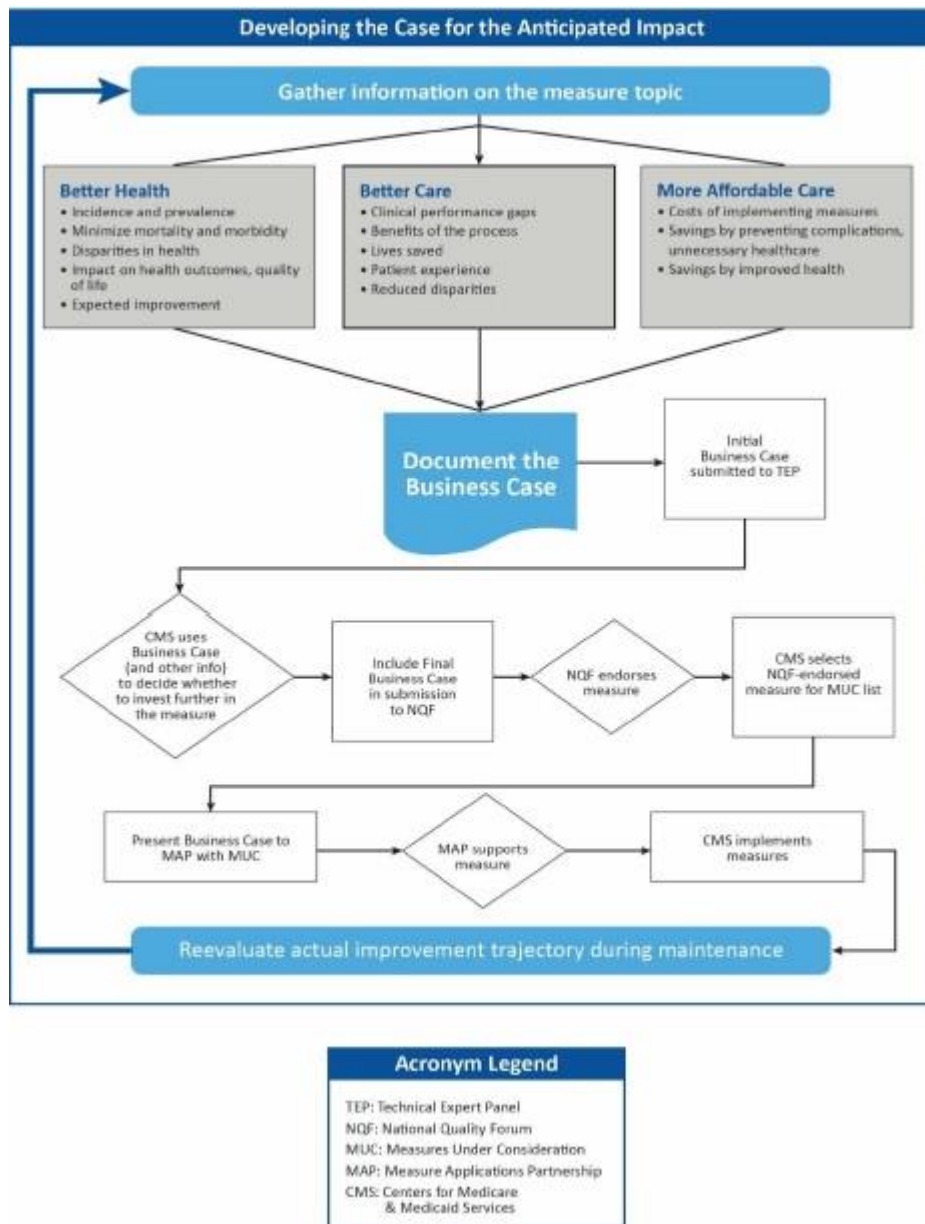 Developing the Case for the Anticipated Impact
Gather information on the measure topic
Better Health
• Incidence and prevalence
• Minimize mortality and morbidity
• Disparities in health
• Impact on health outcomes, quality
of life
• Expected improvement
Better Care
• Clinical performance gaps
• Benefits of the process
• Lives saved
• Patient experience
• Reduced disparities
More Affordable Care
• Costs of implementing measures
• Savings by preventing complications,
unnecessary healthcare
• Savings by improved health
Document the
Business Case
Initial
Business Case
submitted to TEP
CMS uses
Business Case
(and other info)
to decide whether
to invest further in
the measure
Include Final
Business Case
in submission
to NQF
NQF endorses
measure
CMS selects
NQF-endorsed
measure for MUC list
Present Business Case to
MAP with MUC
MAP supports
measure
CMS implements
measures
Reevaluate actual improvement trajectory during maintenance
Acronym Legend
TEP: Technical Expert Panel
NQF: National Quality Forum
MUC: Measures Under Consideration
MAP: Measure Applications Partnership
CMS: Centers for Medicare
& Medicaid Services